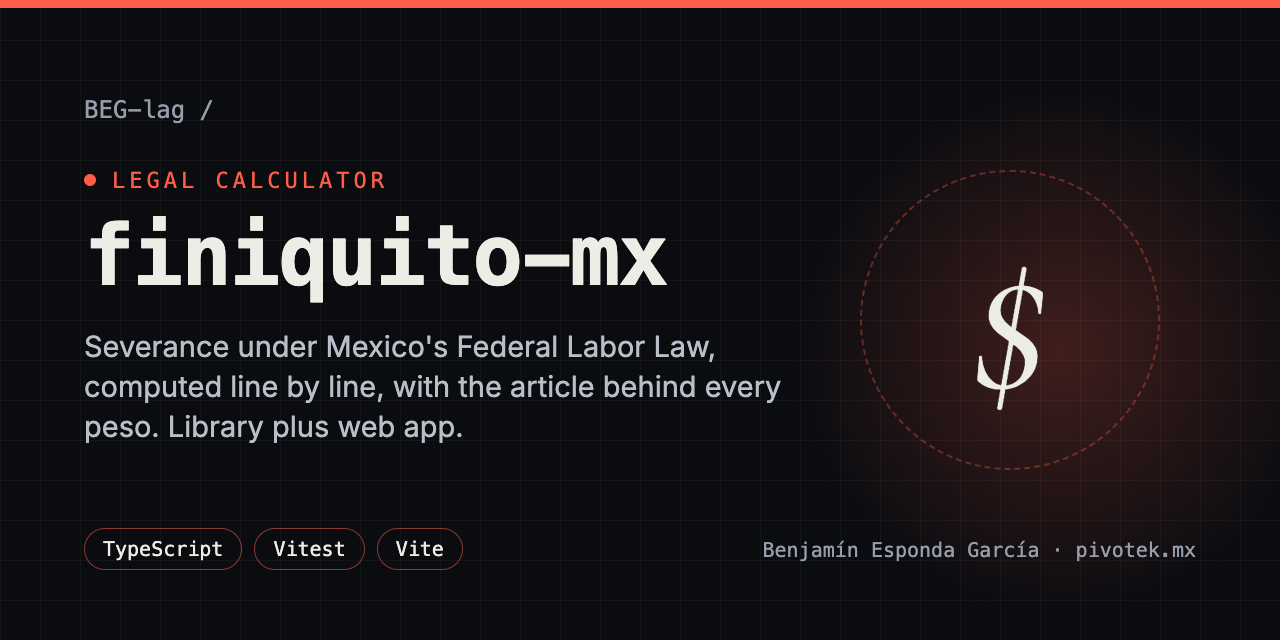 BEG-lag /
LEGAL CALCULATOR
finiquito-mx
Severance under Mexico's Federal Labor Law,
computed line by line, with the article behind every
peso. Library plus web app.
$
TypeScript Vitest Vite
Benjamín Esponda García · pivotek.mx